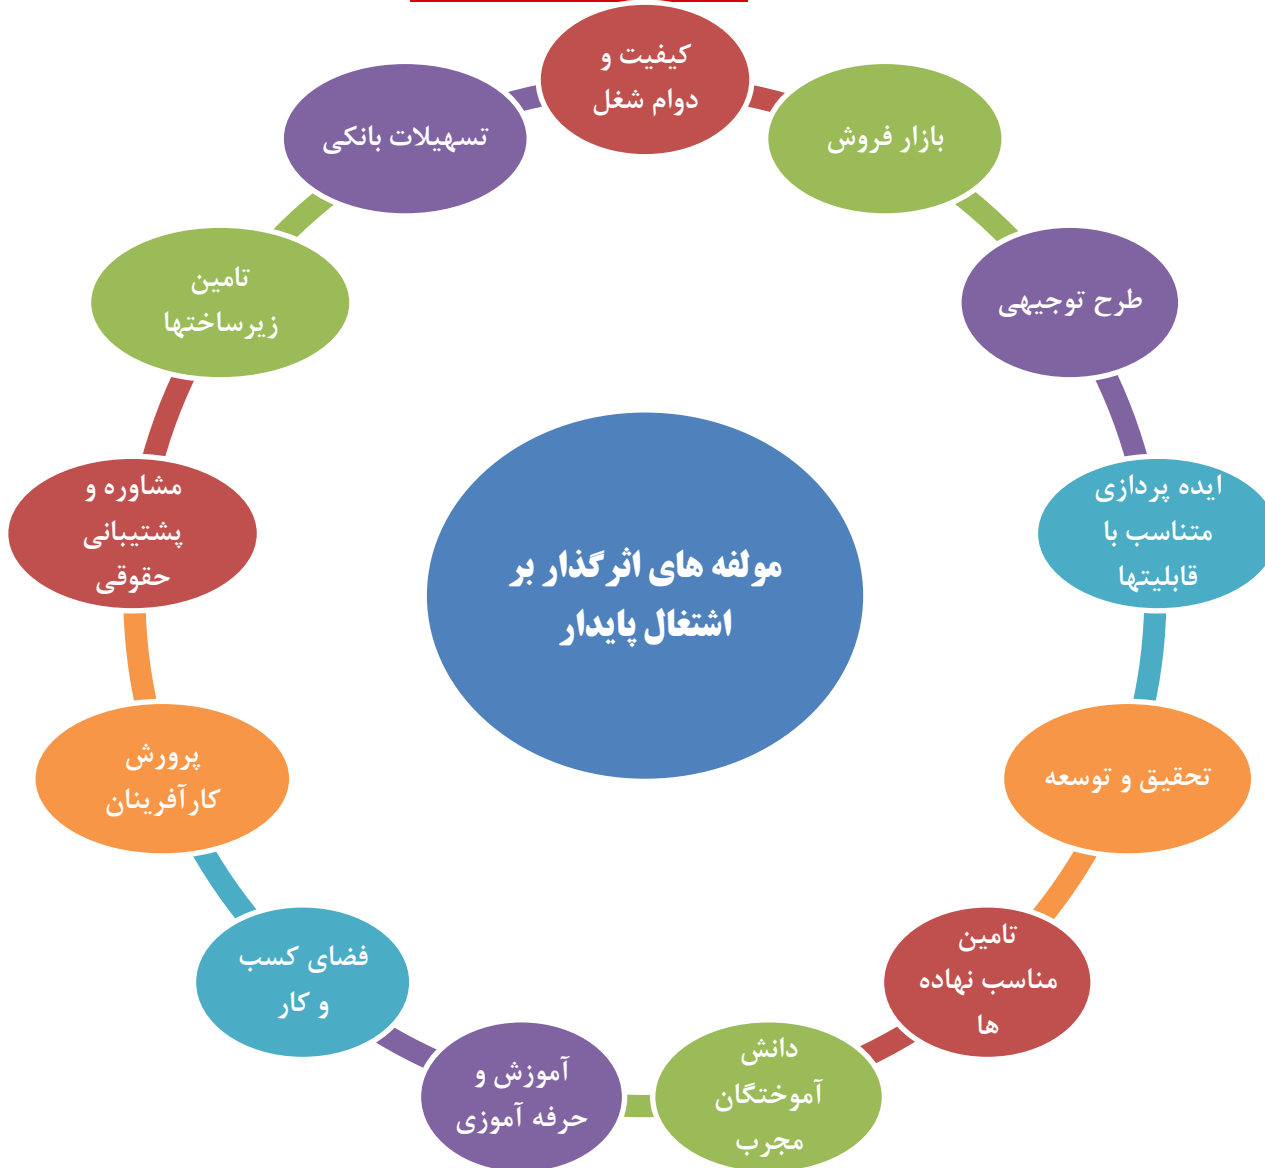 کیفیت و
دوام شغل
بازار فروش
طرح توجیهی
ایده پردازی
متناسب با
قابلیتها
تحقیق و توسعه
تامین
مناسب نهاده
ها
دانش
آموختگان
مجرب
آموزش و
حرفه آموزی
فضای کسب
و کار
پرورش
کارآفرینان
مشاوره و
پشتیبانی
حقوقی
تامین
زیرساختها
تسهیلات بانکی
مولفه های اثرگذار بر
اشتغال پایدار